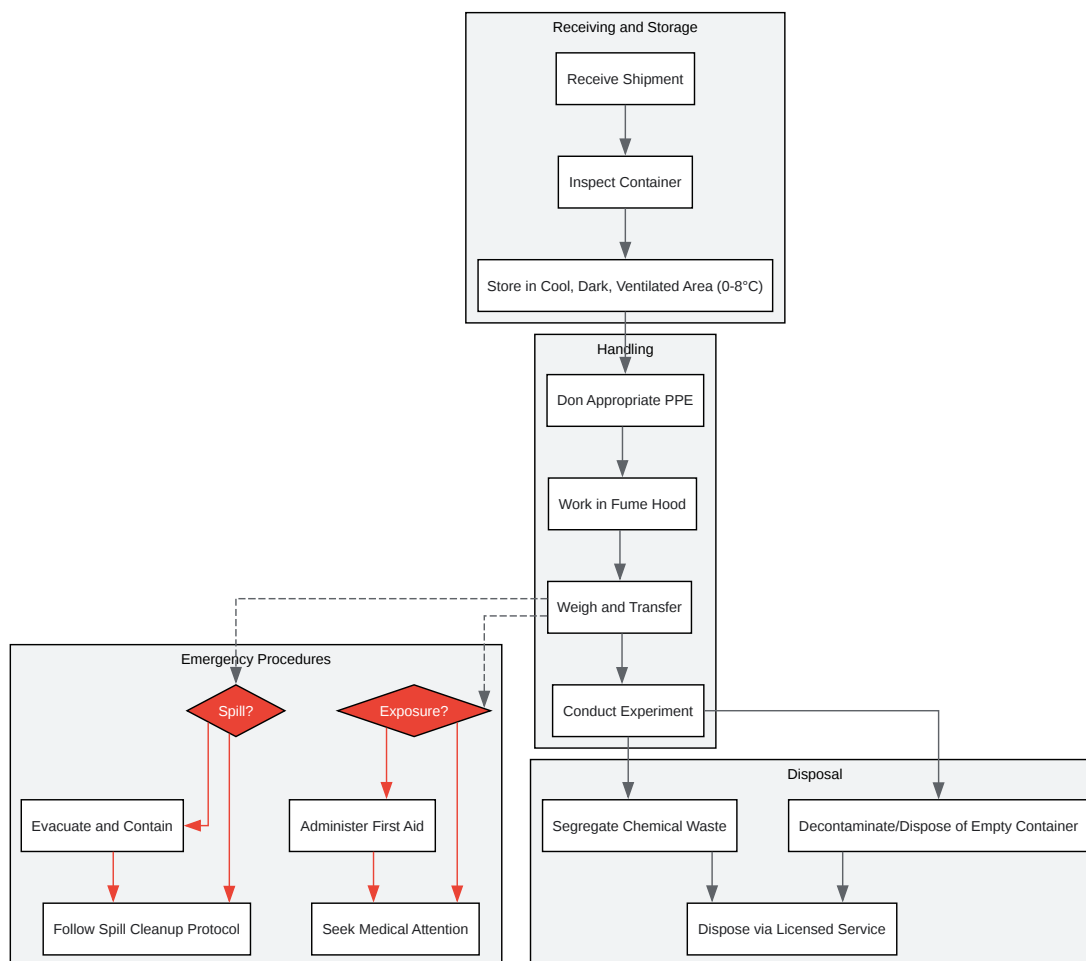 Receiving and Storage
Receive Shipment
Inspect Container
Store in Cool, Dark, Ventilated Area (0-8°C)
Handling
Don Appropriate PPE
Work in Fume Hood
Weigh and Transfer
Conduct Experiment
Emergency Procedures
Spill?
Exposure?
Evacuate and Contain
Administer First Aid
Follow Spill Cleanup Protocol
Seek Medical Attention
Disposal
Segregate Chemical Waste
Decontaminate/Dispose of Empty Container
Dispose via Licensed Service